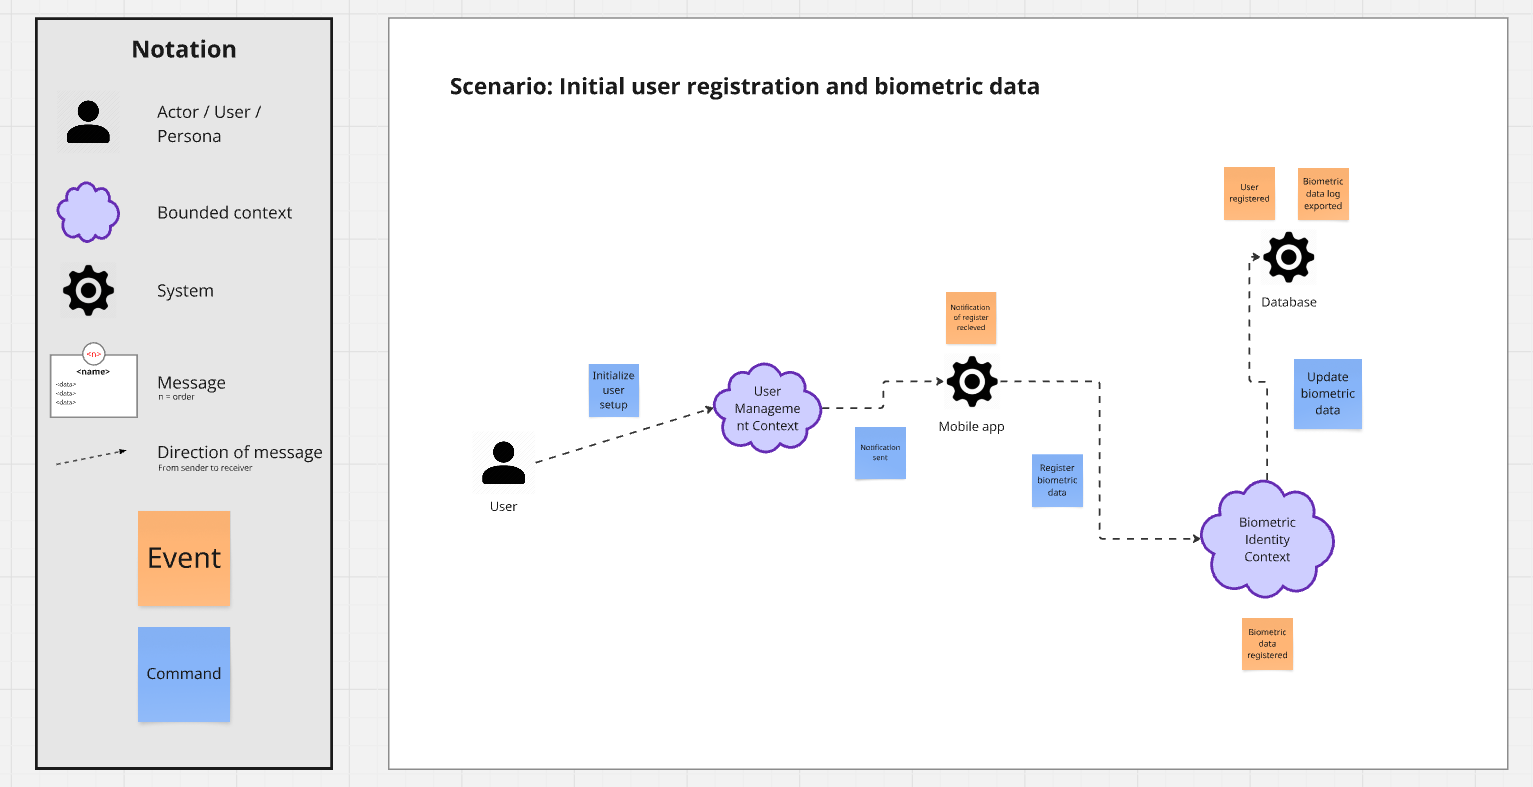 Notation
Actor / User /
Persona
Bounded context
System
<n>
<name>
<data>
<data>
<data>
Message
n = order
Direction of message
From sender to receiver
Event
Command
Scenario: Initial user registration and biometric data
User
registered
Biometric
data log
exported
Database
Notification
of register
recieved
Initialize
user
setup
User
Manageme
nt Context
Mobile app
Update
biometric
data
Notification
sent
Register
biometric
data
User
Biometric
Identity
Context
Biometric
data
registered